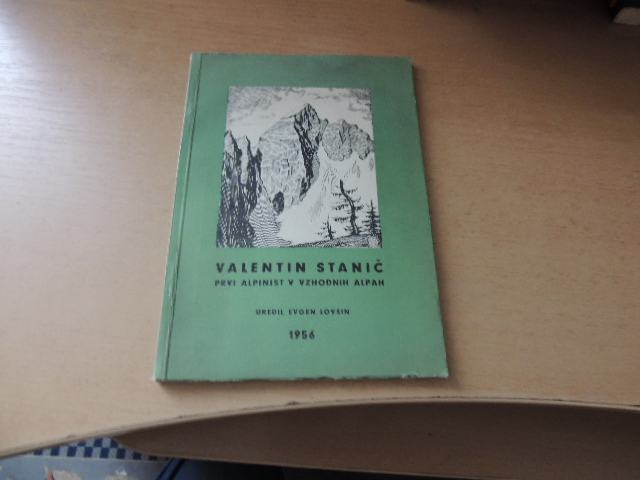 VALENTIN STANIČ
PRVI ALPINIST V VZHODNIH ALPAH
UREDIL EVGEN LOVŠIN
1956